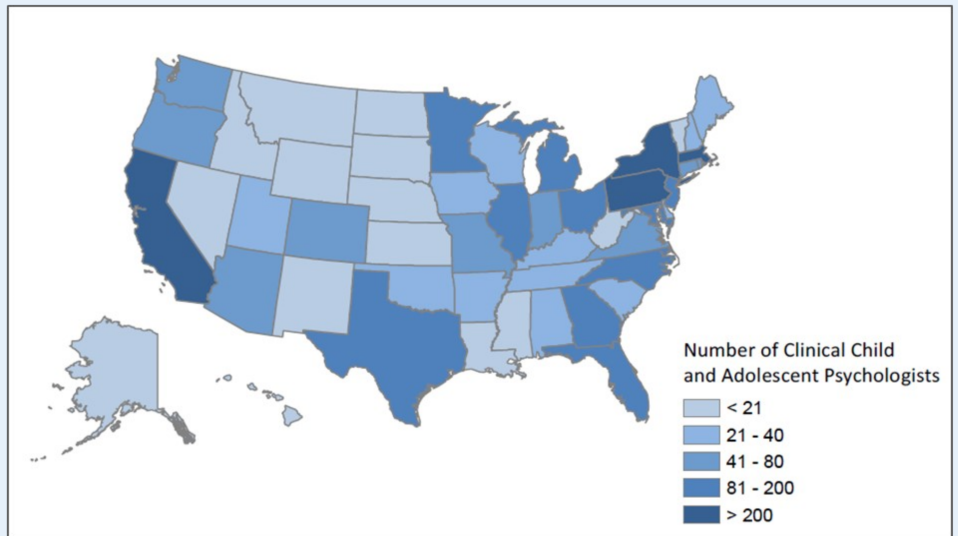 Number of Clinical Child
and Adolescent Psychologists
< 21
21 - 40
41 - 80
81 - 200
> 200